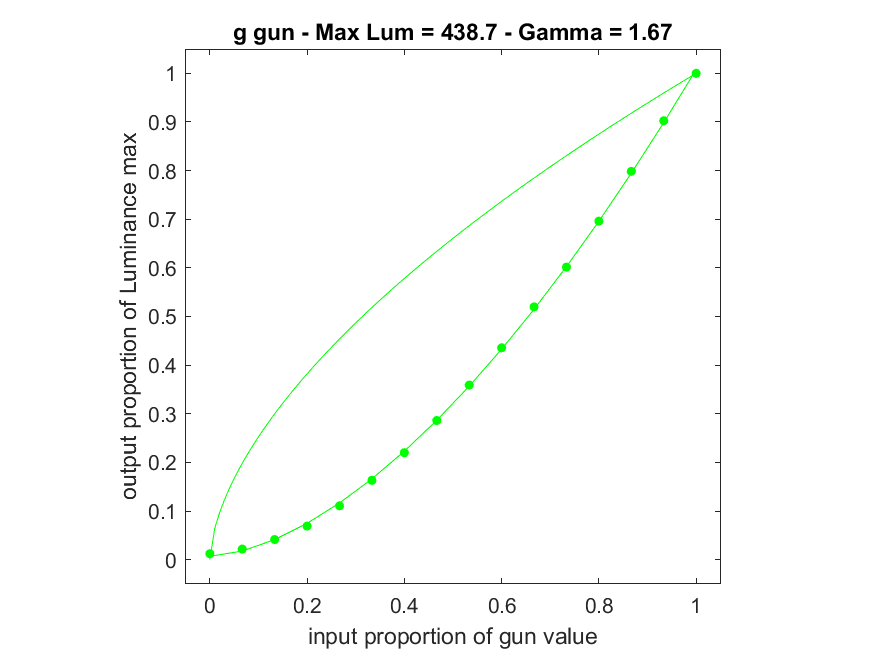 g gun - Max Lum = 438.7 - Gamma = 1.67
output proportion of Luminance max
1
0.9
0.8
0.7
0.6
0.5
0.4
0.3
0.2
0.1
0
0 0.2 0.4 0.6 0.8 1
input proportion of gun value